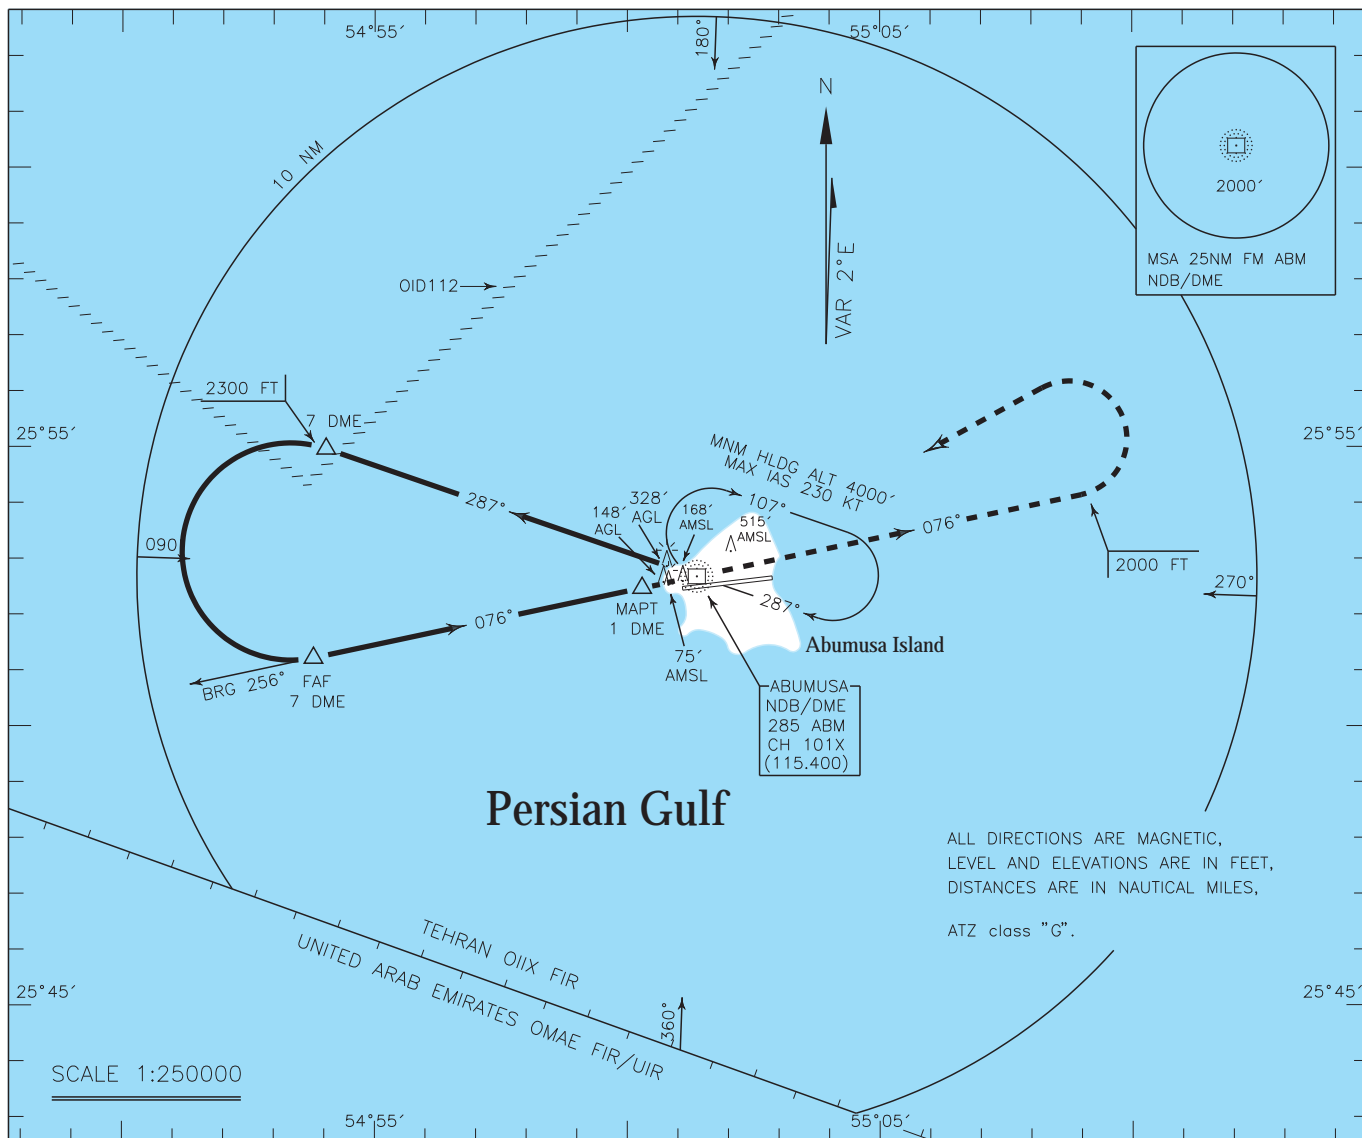 54°55′
180°
55°05′
N
10 NM
2000′
MSA 25NM FM ABM
NDB/DME
VAR 2°E
OID112
2300 FT
7 DME
25°55′
25°55′
MNM HLDG ALT 4000′
MAX IAS 230 KT
287°
328′
AGL
148′
AGL
168′
AMSL
107°
515′
AMSL
076°
090
2000 FT
270°
287°
MAPT
1 DME
076°
Abumusa Island
75′
AMSL
BRG 256°
FAF
7 DME
ABUMUSA
NDB/DME
285 ABM
CH 101X
(115.400)
Persian Gulf
ALL DIRECTIONS ARE MAGNETIC,
LEVEL AND ELEVATIONS ARE IN FEET,
DISTANCES ARE IN NAUTICAL MILES,
ATZ class "G".
TEHRAN OIIX FIR
UNITED ARAB EMIRATES OMAE FIR/UIR
25°45′
25°45′
360°
SCALE 1:250000
54°55′
55°05′